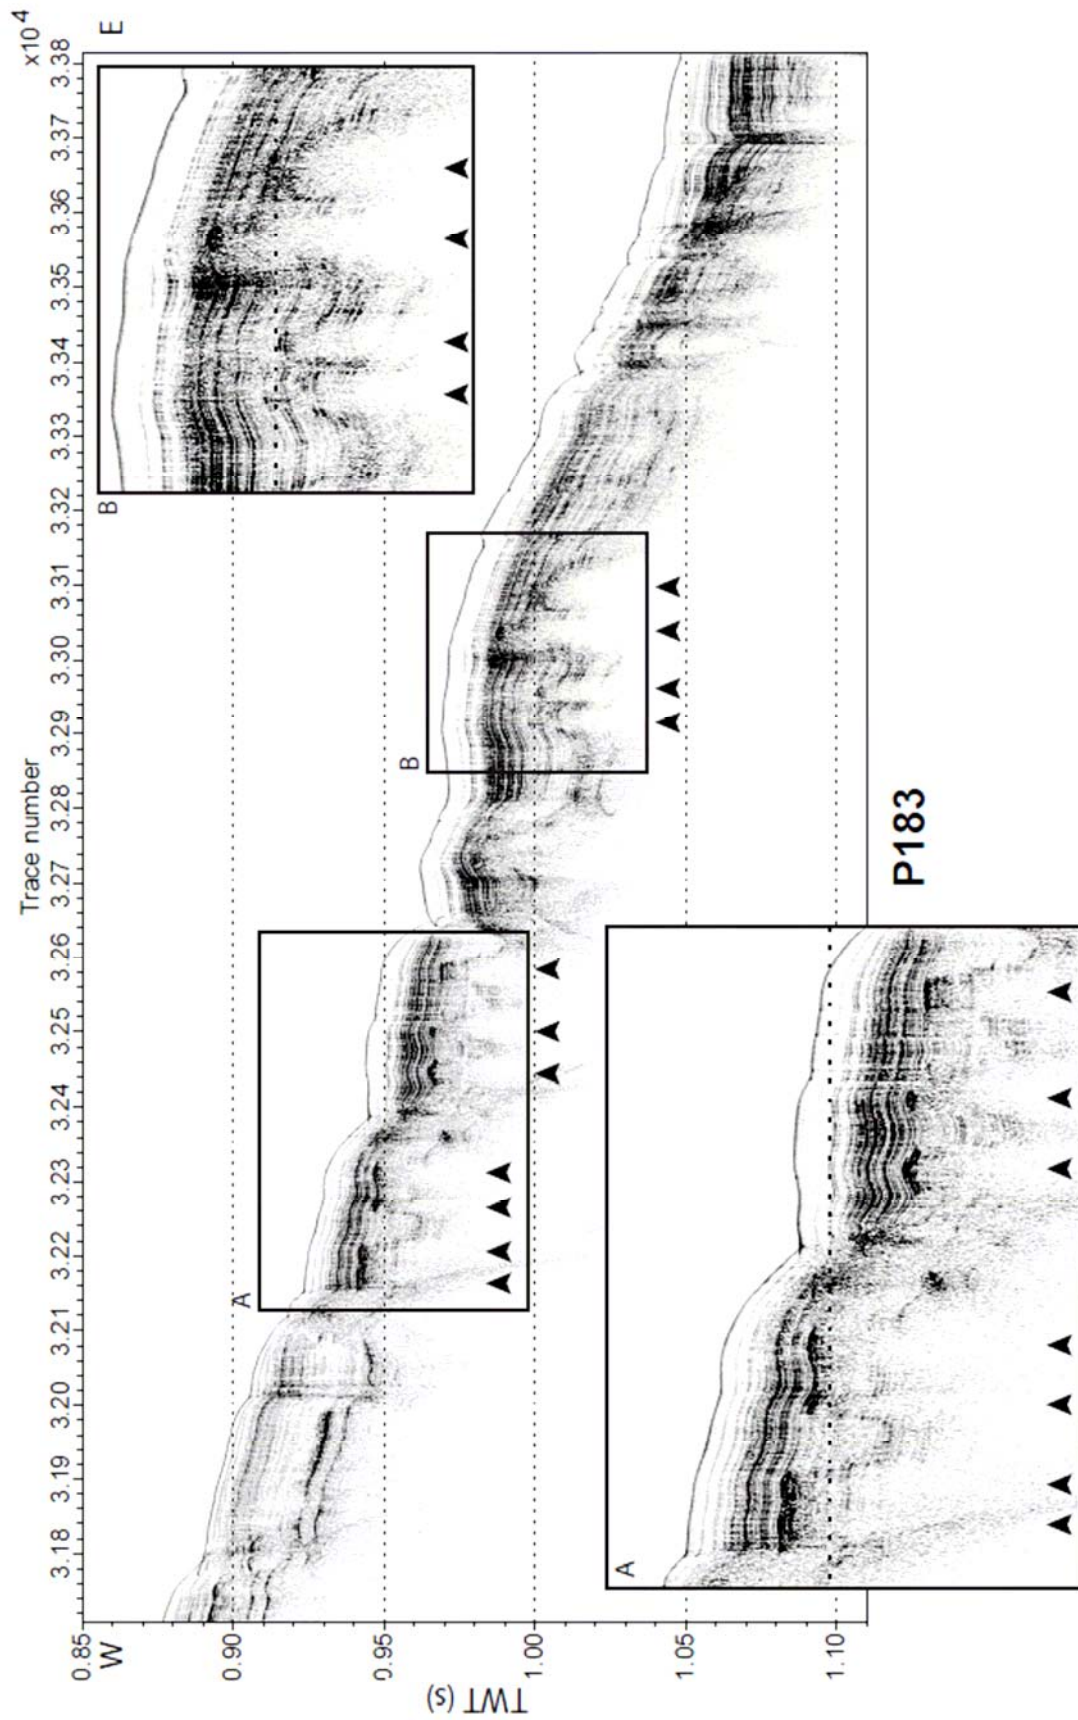 Trace number
x10⁴
3.18 3.19 3.20 3.21 3.22 3.23 3.24 3.25 3.26 3.27 3.28 3.29 3.30 3.31 3.32 3.33 3.34 3.35 3.36 3.37 3.38
W
E
TWT (s)
0.85
0.90
0.95
1.00
1.05
1.10
A
B
B
A
P183